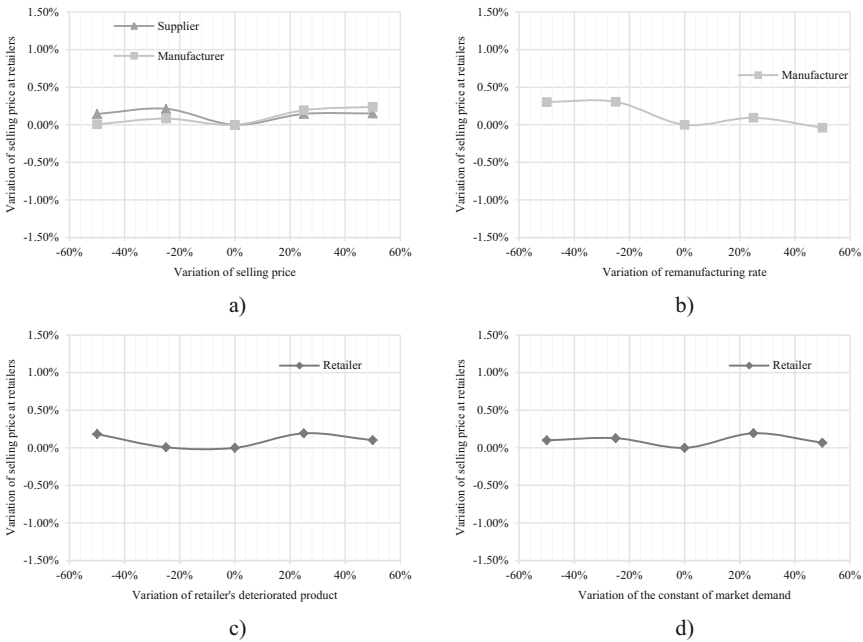 Variation of selling price at retailers
1.50%
1.00%
0.50%
0.00%
-0.50%
-1.00%
-1.50%
Supplier
Manufacturer
-60% -40% -20% 0% 20% 40% 60%
Variation of selling price
a)
Variation of selling price at retailers
1.50%
1.00%
0.50%
0.00%
-0.50%
-1.00%
-1.50%
Manufacturer
-60% -40% -20% 0% 20% 40% 60%
Variation of remanufacturing rate
b)
Variation of selling price at retailers
1.50%
1.00%
0.50%
0.00%
-0.50%
-1.00%
-1.50%
Retailer
-60% -40% -20% 0% 20% 40% 60%
Variation of retailer's deteriorated product
c)
Variation of selling price at retailers
1.50%
1.00%
0.50%
0.00%
-0.50%
-1.00%
-1.50%
Retailer
-60% -40% -20% 0% 20% 40% 60%
Variation of the constant of market demand
d)